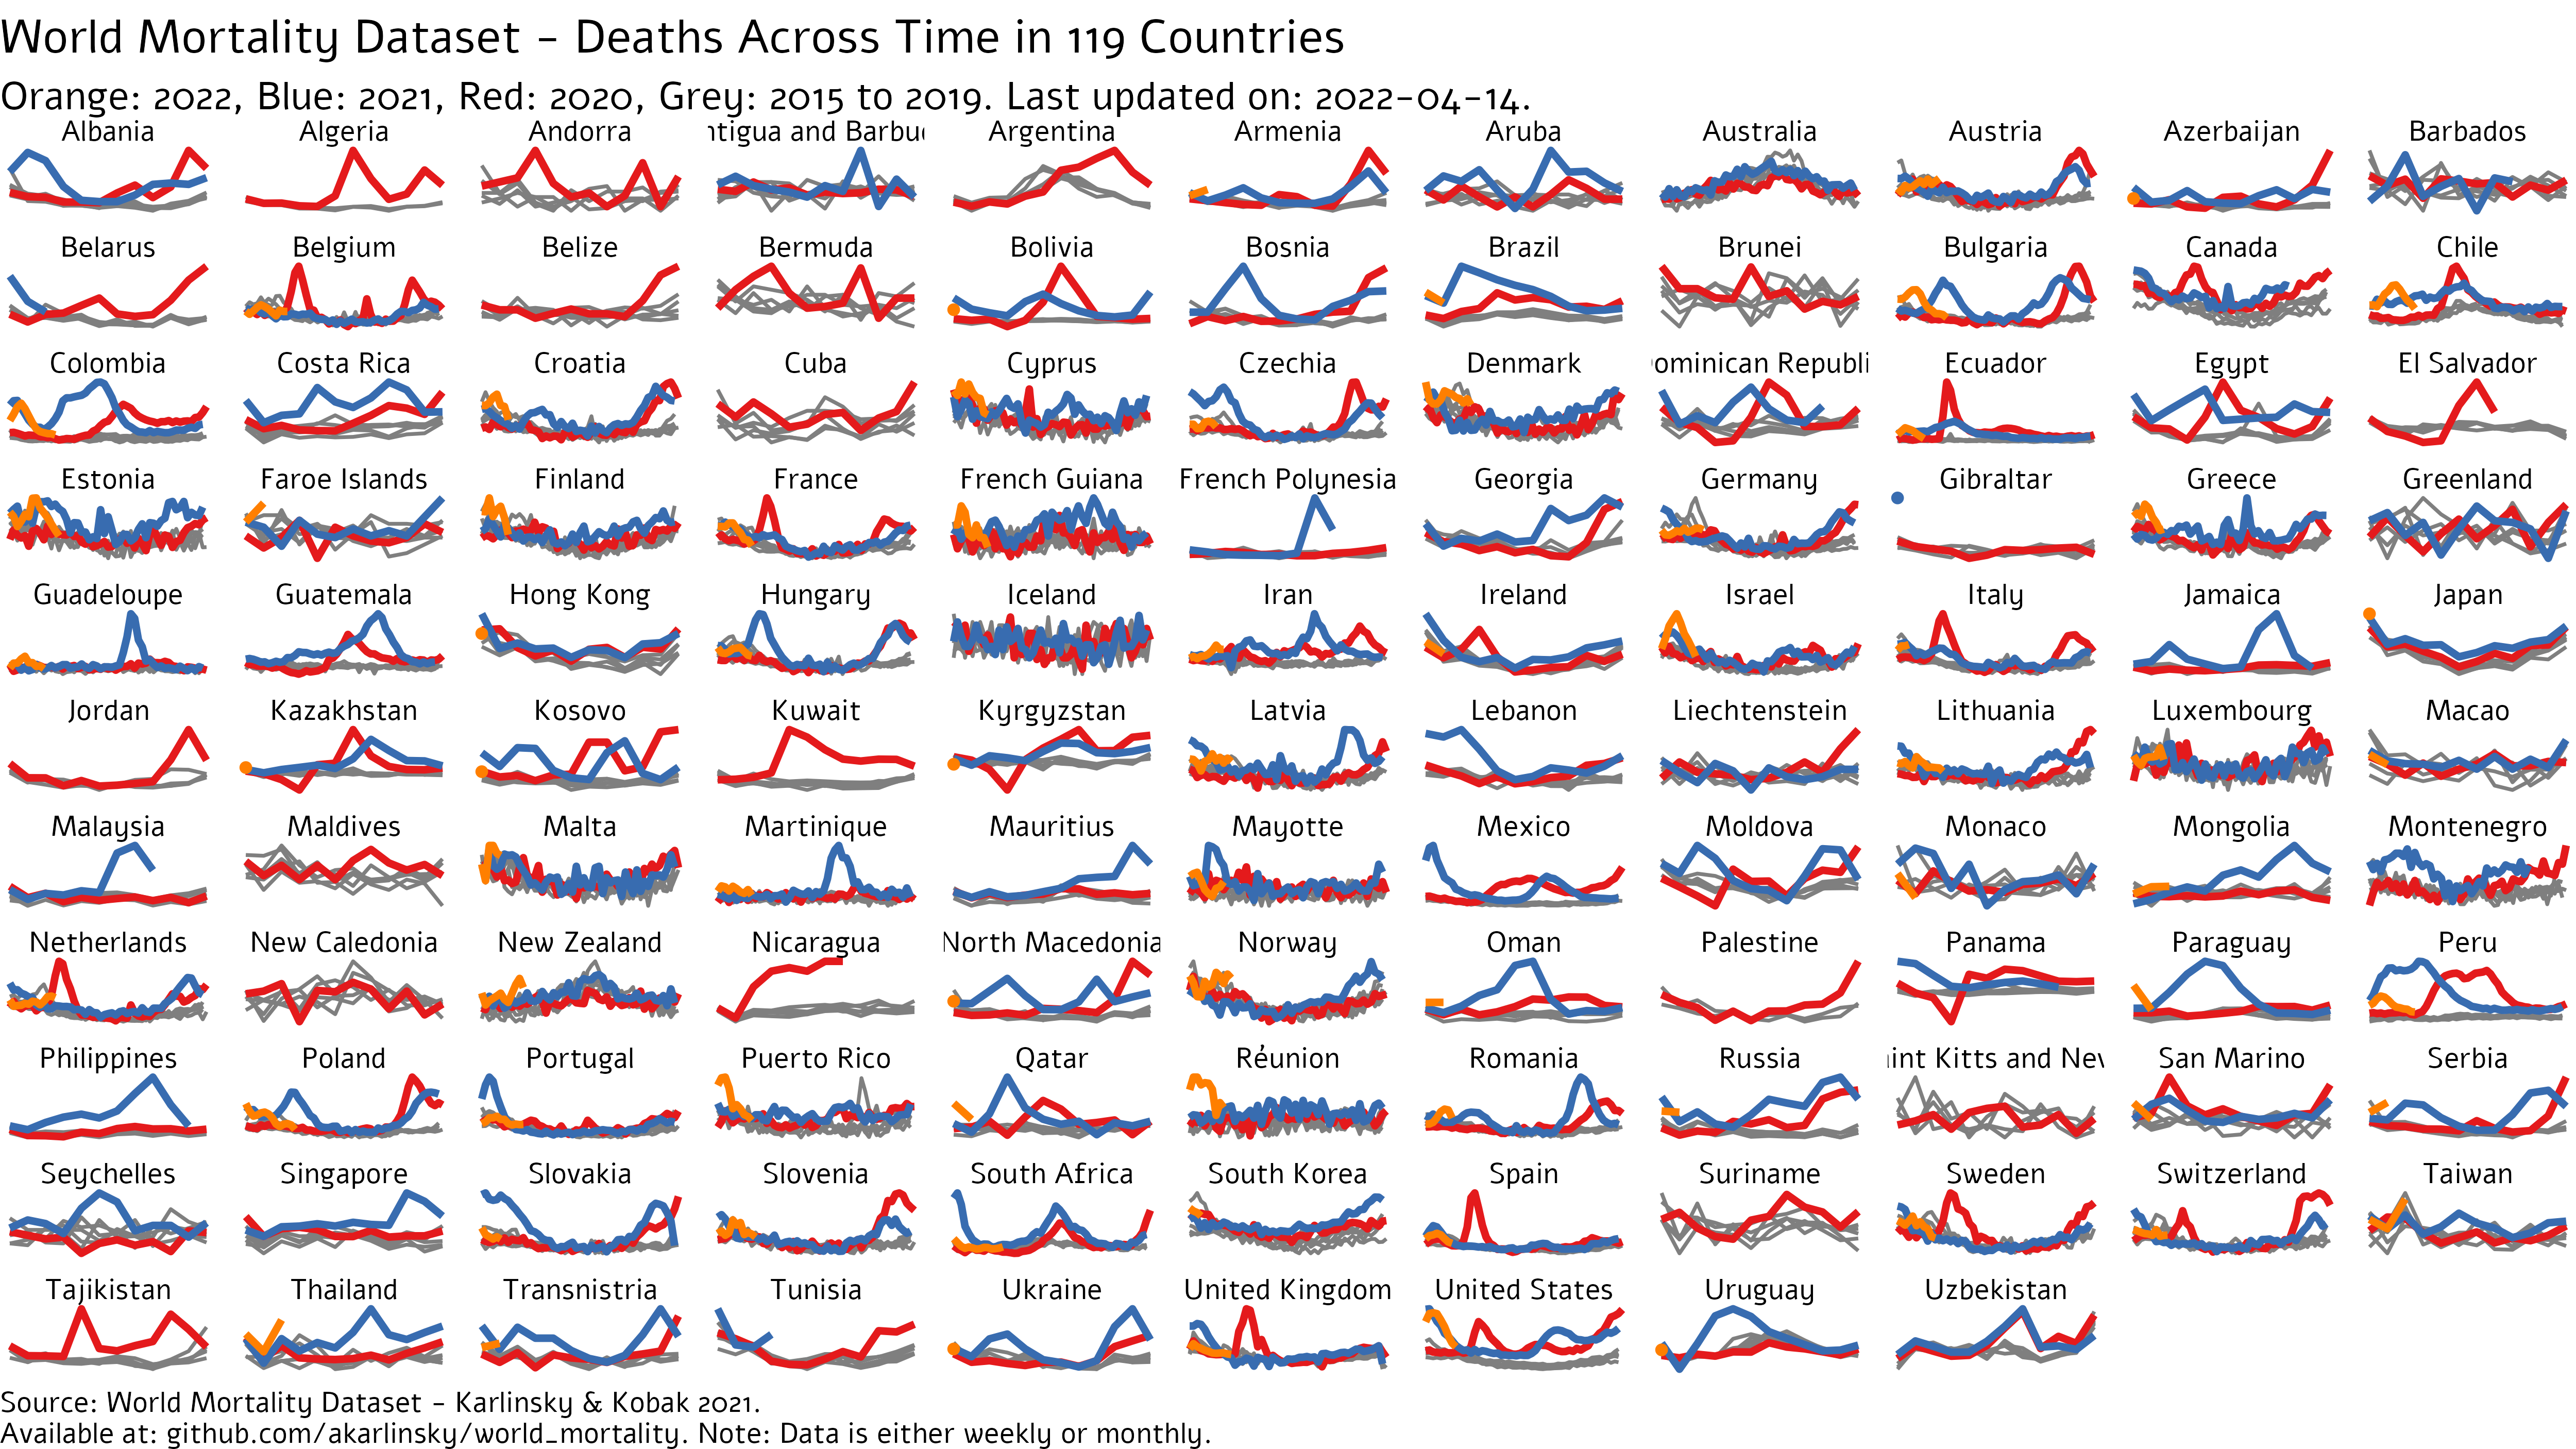 World Mortality Dataset - Deaths Across Time in 119 Countries
Orange: 2022, Blue: 2021, Red: 2020, Grey: 2015 to 2019. Last updated on: 2022-04-14.
Albania Algeria Andorra ntigua and Barbu Argentina Armenia Aruba Australia Austria Azerbaijan Barbados
Belarus Belgium Belize Bermuda Bolivia Bosnia Brazil Brunei Bulgaria Canada Chile
Colombia Costa Rica Croatia Cuba Cyprus Czechia Denmark ominican Republi Ecuador Egypt El Salvador
Estonia Faroe Islands Finland France French Guiana French Polynesia Georgia Germany Gibraltar Greece Greenland
Guadeloupe Guatemala Hong Kong Hungary Iceland Iran Ireland Israel Italy Jamaica Japan
Jordan Kazakhstan Kosovo Kuwait Kyrgyzstan Latvia Lebanon Liechtenstein Lithuania Luxembourg Macao
Malaysia Maldives Malta Martinique Mauritius Mayotte Mexico Moldova Monaco Mongolia Montenegro
Netherlands New Caledonia New Zealand Nicaragua North Macedonia Norway Oman Palestine Panama Paraguay Peru
Philippines Poland Portugal Puerto Rico Qatar Réunion Romania Russia int Kitts and Nev San Marino Serbia
Seychelles Singapore Slovakia Slovenia South Africa South Korea Spain Suriname Sweden Switzerland Taiwan
Tajikistan Thailand Transnistria Tunisia Ukraine United Kingdom United States Uruguay Uzbekistan
Source: World Mortality Dataset - Karlinsky & Kobak 2021.
Available at: github.com/akarlinsky/world_mortality. Note: Data is either weekly or monthly.